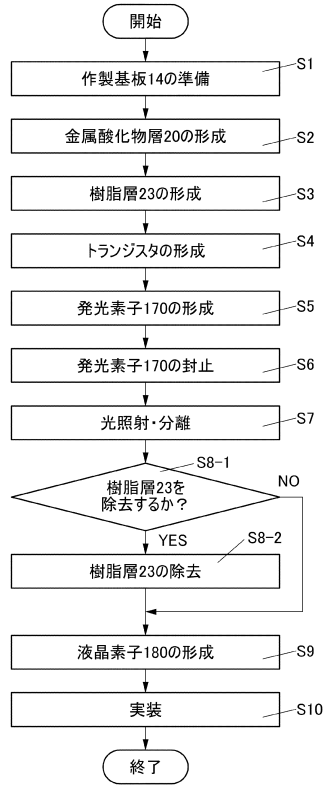 開始
作製基板14の準備
S1
金属酸化物層20の形成
S2
樹脂層23の形成
S3
トランジスタの形成
S4
発光素子170の形成
S5
発光素子170の封止
S6
光照射・分離
S7
S8-1
樹脂層23を
除去するか？
NO
YES
S8-2
樹脂層23の除去
液晶素子180の形成
S9
実装
S10
終了